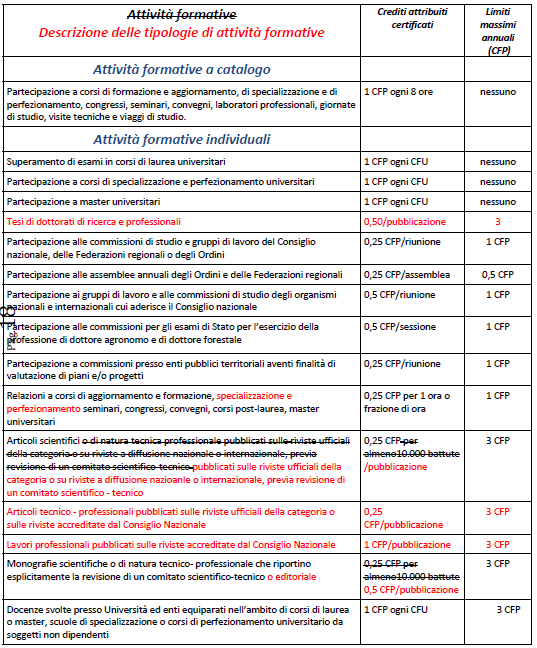 Attività formative
Descrizione delle tipologie di attività formative
Crediti attribuiti
certificati
Limiti
massimi
annuali
(CFP)
Attività formative a catalogo
Partecipazione a corsi di formazione e aggiornamento, di specializzazione e di
perfezionamento, congressi, seminari, convegni, laboratori professionali, giornate
di studio, visite tecniche e viaggi di studio.
1 CFP ogni 8 ore
nessuno
Attività formative individuali
Superamento di esami in corsi di laurea universitari
1 CFP ogni CFU
nessuno
Partecipazione a corsi di specializzazione e perfezionamento universitari
1 CFP ogni CFU
nessuno
Partecipazione a master universitari
1 CFP ogni CFU
nessuno
Tesi di dottorati di ricerca e professionali
0,50/pubblicazione
3
Partecipazione alle commissioni di studio e gruppi di lavoro del Consiglio
nazionale, delle Federazioni regionali o degli Ordini
0,25 CFP/riunione
1 CFP
Partecipazione alle assemblee annuali degli Ordini e delle Federazioni regionali
0,25 CFP/assemblea
0,5 CFP
Partecipazione ai gruppi di lavoro e alle commissioni di studio degli organismi
nazionali e internazionali cui aderisce il Consiglio nazionale
0,5 CFP/riunione
1 CFP
Pag. 18
Partecipazione alle commissioni per gli esami di Stato per l'esercizio della
professione di dottore agronomo e di dottore forestale
0,5 CFP/sessione
1 CFP
Partecipazione a commissioni presso enti pubblici territoriali aventi finalità di
valutazione di piani e/o progetti
0,25 CFP/riunione
1 CFP
Relazioni a corsi di aggiornamento e formazione, specializzazione e
perfezionamento seminari, congressi, convegni, corsi post-laurea, master
universitari
0,25 CFP per 1 ora o
frazione di ora
1 CFP
Articoli scientifici o di natura tecnica professionale pubblicati sulle riviste ufficiali
della categoria o su riviste a diffusione nazionale o internazionale, previa
revisione di un comitato scientifico-tecnico pubblicati sulle riviste ufficiali della
categoria o su riviste a diffusione nazioanle o internazionale, previa revisione di
un comitato scientifico - tecnico
0,25 CFP per
almeno10.000 battute
/pubblicazione
3 CFP
Articoli tecnico - professionali pubblicati sulle riviste ufficiali della categoria o
sulle riviste accreditate dal Consiglio Nazionale
0,25
CFP/pubblicazione
3 CFP
Lavori professionali pubblicati sulle riviste accreditate dal Consiglio Nazionale
1 CFP/pubblicazione
3 CFP
Monografie scientifiche o di natura tecnico- professionale che riportino
esplicitamente la revisione di un comitato scientifico-tecnico o editoriale
0,25 CFP per
almeno10.000 battute
0,5 CFP/pubblicazione
3 CFP
Docenze svolte presso Università ed enti equiparati nell'ambito di corsi di laurea
o master, scuole di specializzazione o corsi di perfezionamento universitario da
soggetti non dipendenti
1 CFP ogni CFU
3 CFP